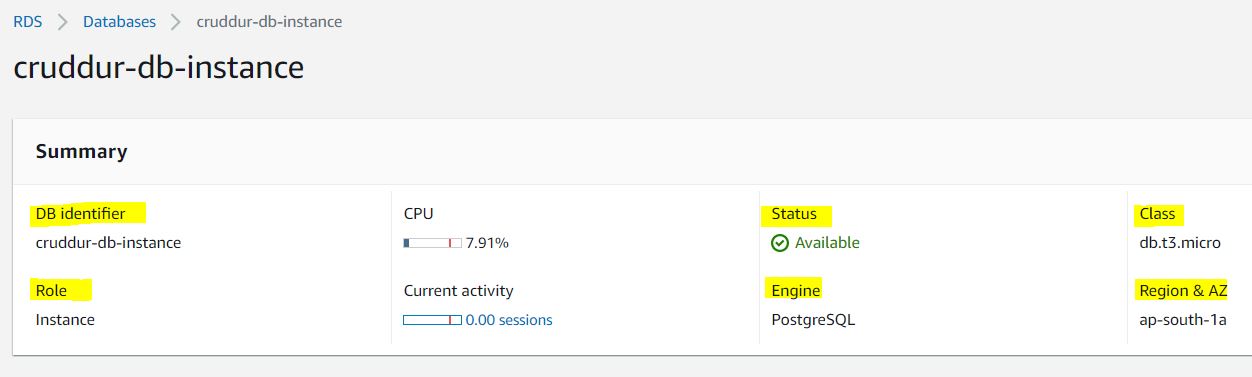 RDS > Databases > cruddur-db-instance
cruddur-db-instance
Summary
DB identifier
cruddur-db-instance
CPU
7.91%
Status
Available
Class
db.t3.micro
Role
Instance
Current activity
0.00 sessions
Engine
PostgreSQL
Region & AZ
ap-south-1a